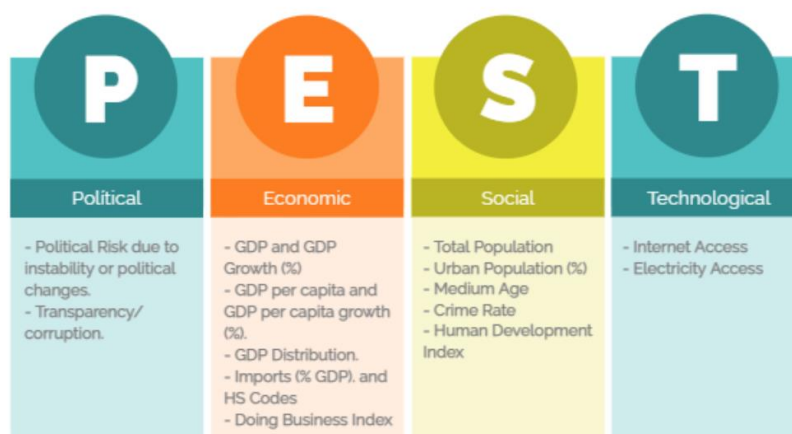 P
E
S
T
Political
Economic
Social
Technological
- Political Risk due to
instability or political
changes.
- Transparency/
corruption.
- GDP and GDP
Growth (%)
- GDP per capita and
GDP per capita growth
(%).
- GDP Distribution.
- Imports (% GDP). and
HS Codes
- Doing Business Index
- Total Population
- Urban Population (%)
- Medium Age
- Crime Rate
- Human Development
Index
- Internet Access
- Electricity Access